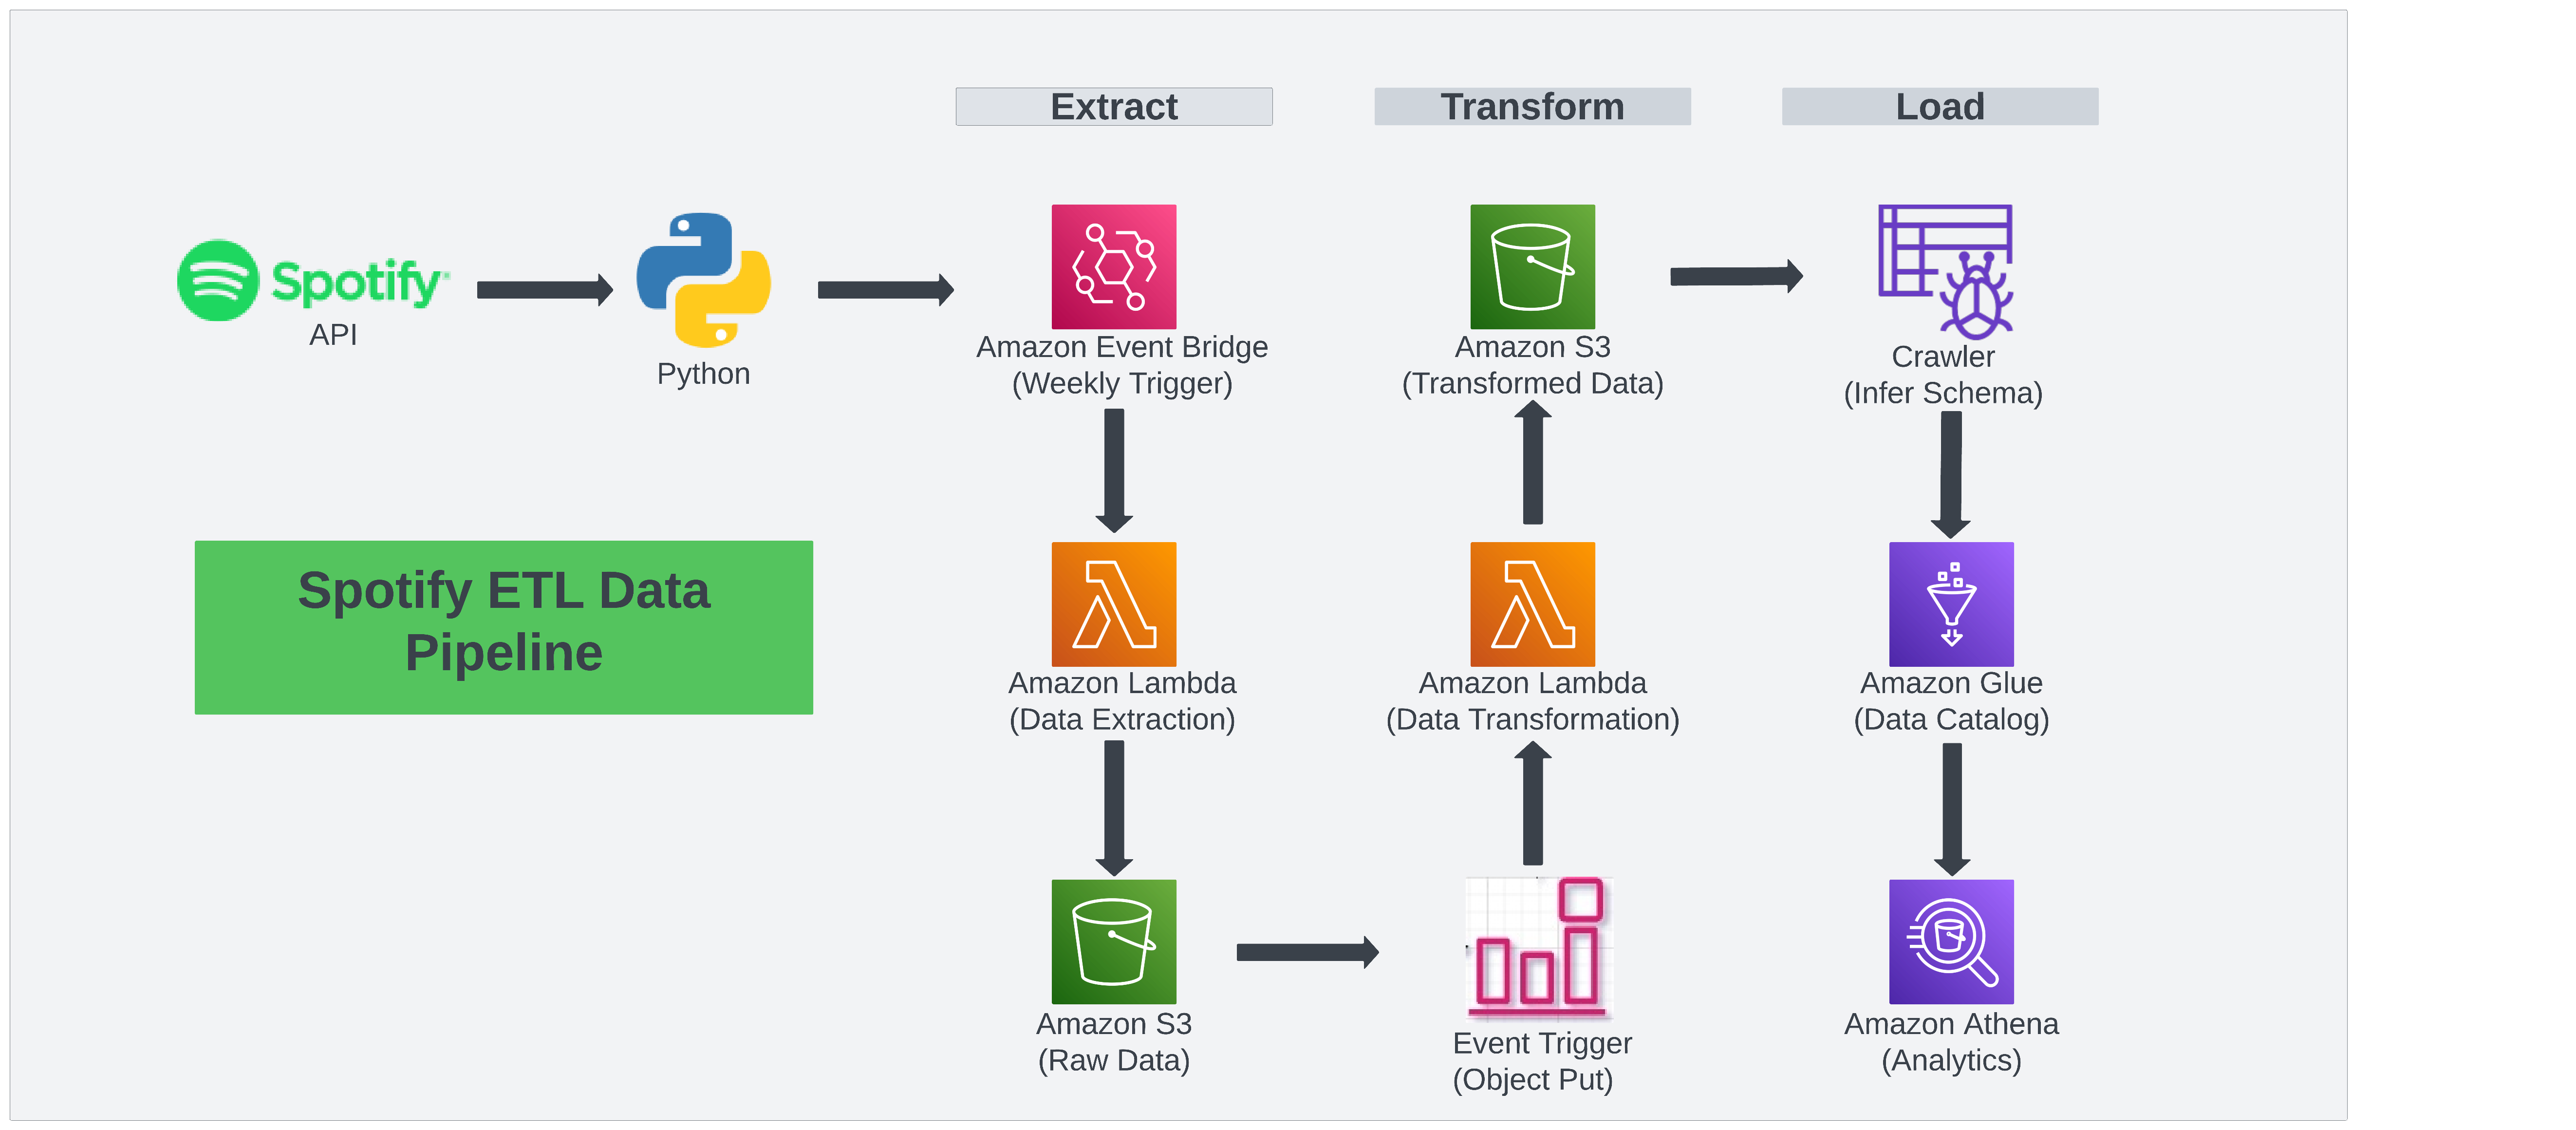 Extract
Transform
Load
Spotify
API
Python
Amazon Event Bridge
(Weekly Trigger)
Amazon S3
(Transformed Data)
Crawler
(Infer Schema)
Spotify ETL Data
Pipeline
Amazon Lambda
(Data Extraction)
Amazon Lambda
(Data Transformation)
Amazon Glue
(Data Catalog)
Amazon S3
(Raw Data)
Event Trigger
(Object Put)
Amazon Athena
(Analytics)